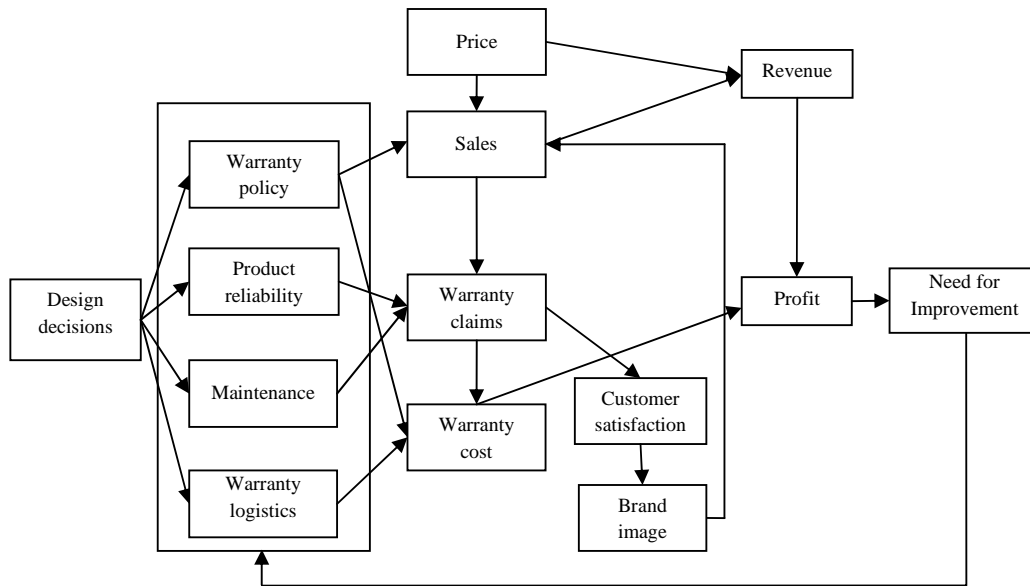 Price
Revenue
Sales
Warranty
policy
Product
reliability
Design
decisions
Warranty
claims
Profit
Need for
Improvement
Maintenance
Customer
satisfaction
Warranty
cost
Warranty
logistics
Brand
image